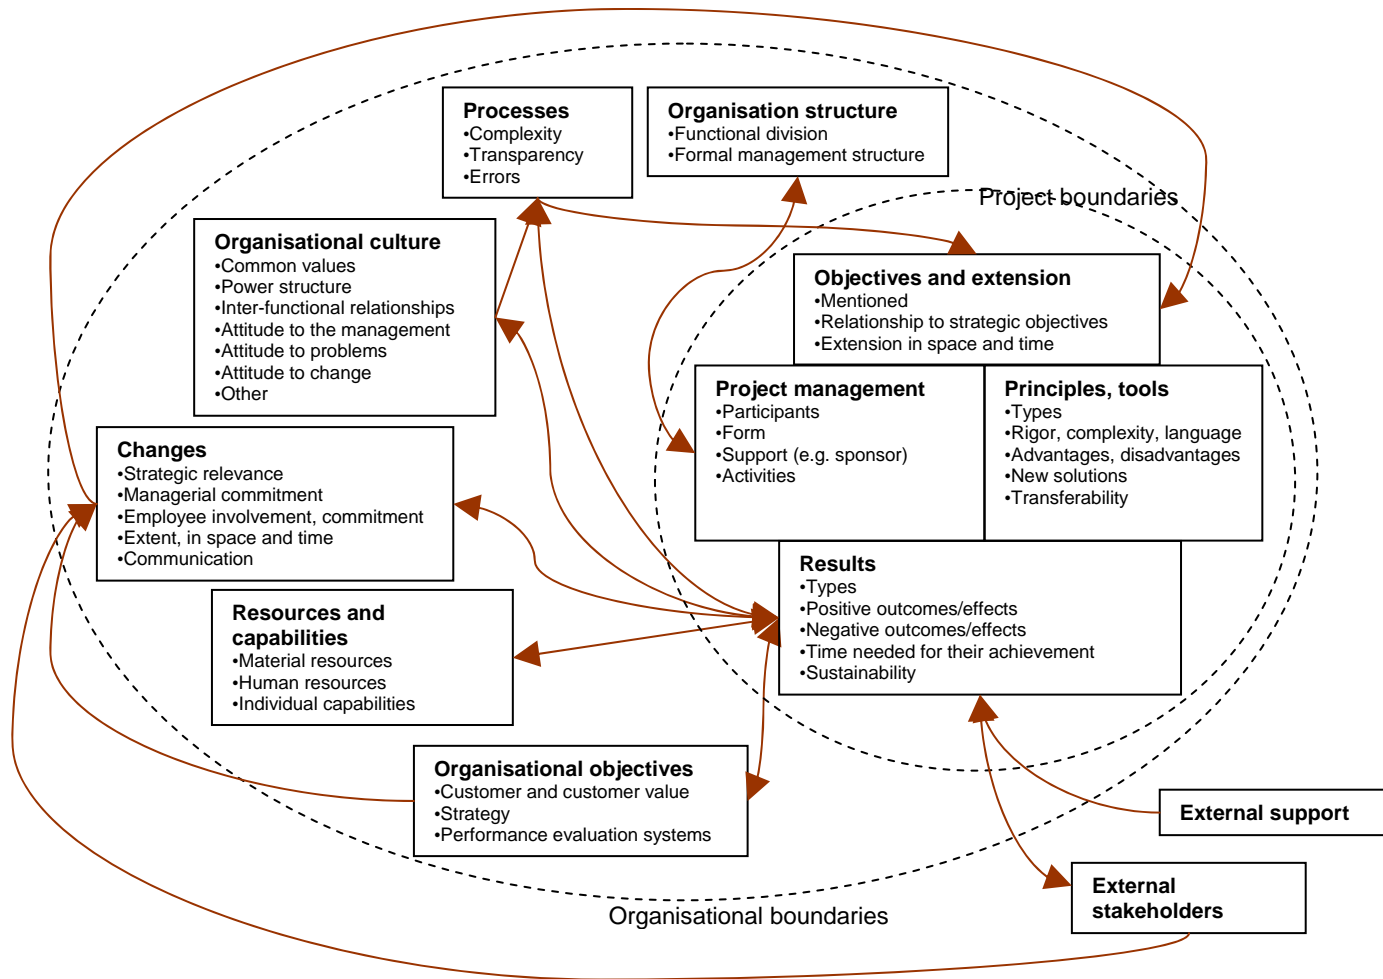 Processes
•Complexity
•Transparency
•Errors
Organisation structure
•Functional division
•Formal management structure
Project boundaries
Organisational culture
•Common values
•Power structure
•Inter-functional relationships
•Attitude to the management
•Attitude to problems
•Attitude to change
•Other
Objectives and extension
•Mentioned
•Relationship to strategic objectives
•Extension in space and time
Project management
•Participants
•Form
•Support (e.g. sponsor)
•Activities
Principles, tools
•Types
•Rigor, complexity, language
•Advantages, disadvantages
•New solutions
•Transferability
Changes
•Strategic relevance
•Managerial commitment
•Employee involvement, commitment
•Extent, in space and time
•Communication
Results
•Types
•Positive outcomes/effects
•Negative outcomes/effects
•Time needed for their achievement
•Sustainability
Resources and
capabilities
•Material resources
•Human resources
•Individual capabilities
Organisational objectives
•Customer and customer value
•Strategy
•Performance evaluation systems
External support
External
stakeholders
Organisational boundaries